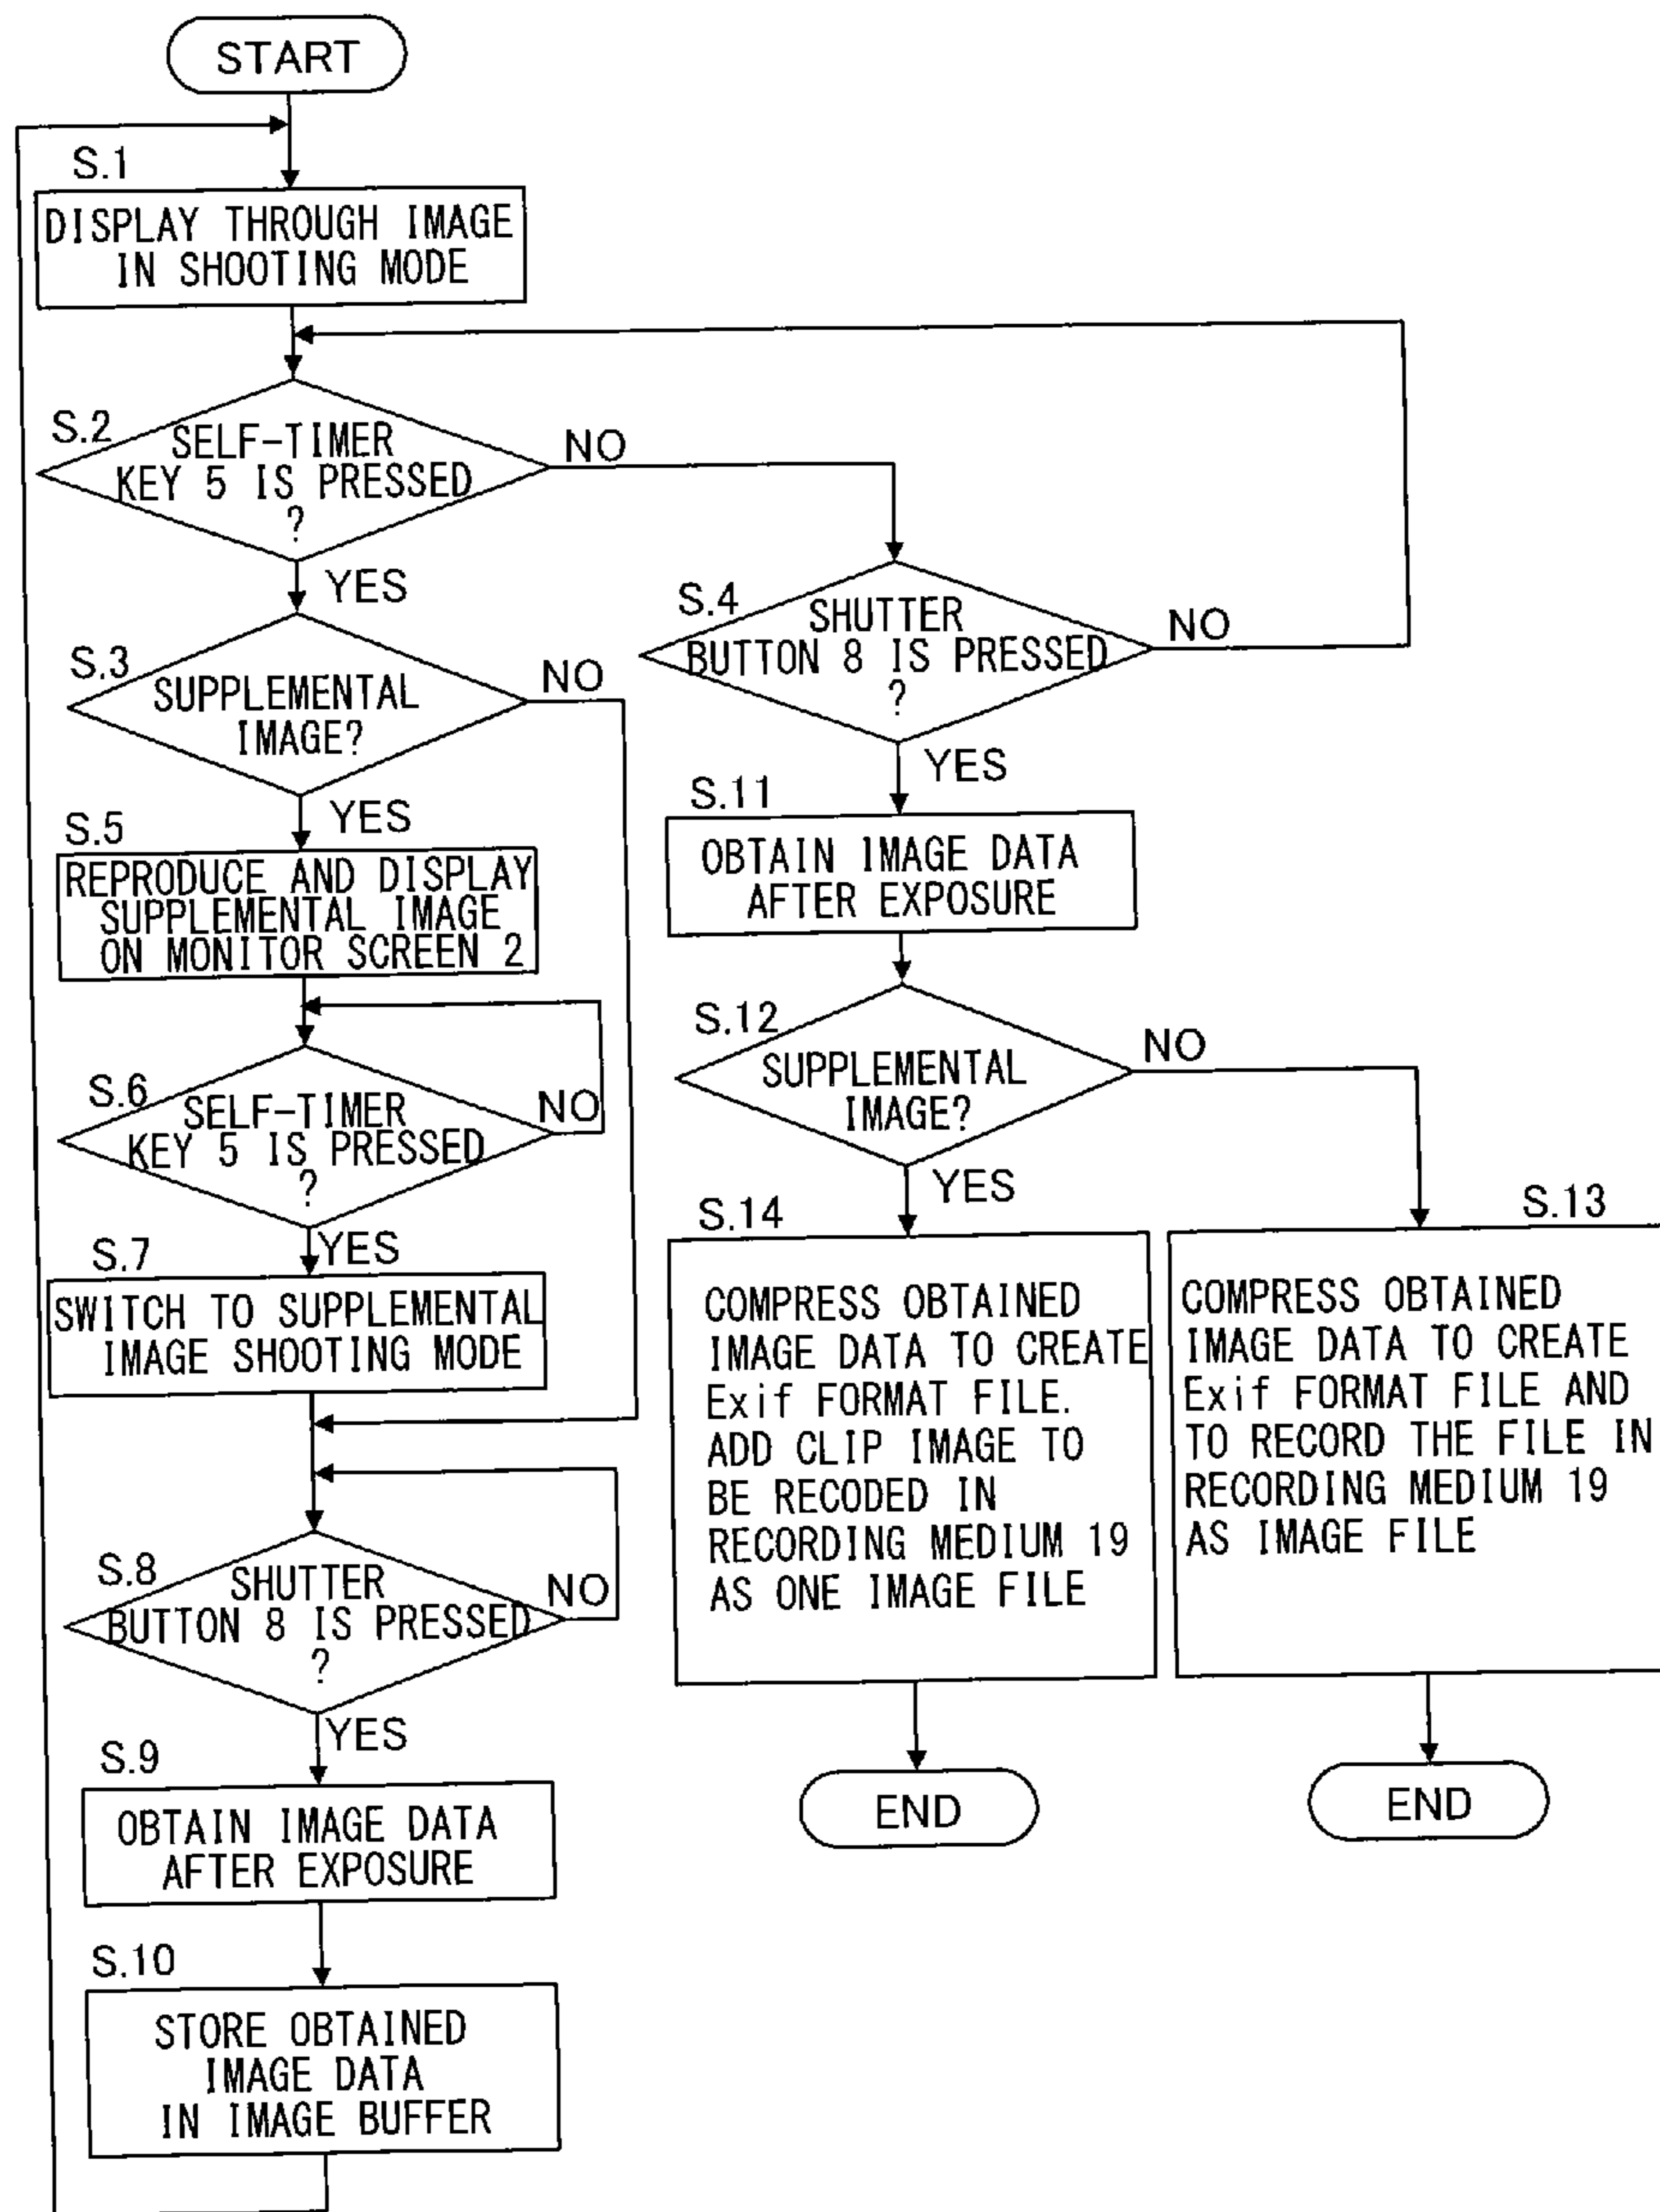 START
S.1
DISPLAY THROUGH IMAGE
IN SHOOTING MODE
S.2
SELF-TIMER
KEY 5 IS PRESSED
?
NO
YES
S.3
SUPPLEMENTAL
IMAGE?
NO
YES
S.4
SHUTTER
BUTTON 8 IS PRESSED
?
NO
YES
S.5
REPRODUCE AND DISPLAY
SUPPLEMENTAL IMAGE
ON MONITOR SCREEN 2
S.6
SELF-TIMER
KEY 5 IS PRESSED
?
NO
YES
S.7
SWITCH TO SUPPLEMENTAL
IMAGE SHOOTING MODE
S.8
SHUTTER
BUTTON 8 IS PRESSED
?
NO
YES
S.9
OBTAIN IMAGE DATA
AFTER EXPOSURE
S.10
STORE OBTAINED
IMAGE DATA
IN IMAGE BUFFER
S.11
OBTAIN IMAGE DATA
AFTER EXPOSURE
S.12
SUPPLEMENTAL
IMAGE?
NO
YES
S.14
COMPRESS OBTAINED
IMAGE DATA TO CREATE
Exif FORMAT FILE.
ADD CLIP IMAGE TO
BE RECODED IN
RECORDING MEDIUM 19
AS ONE IMAGE FILE
END
S.13
COMPRESS OBTAINED
IMAGE DATA TO CREATE
Exif FORMAT FILE AND
TO RECORD THE FILE IN
RECORDING MEDIUM 19
AS IMAGE FILE
END